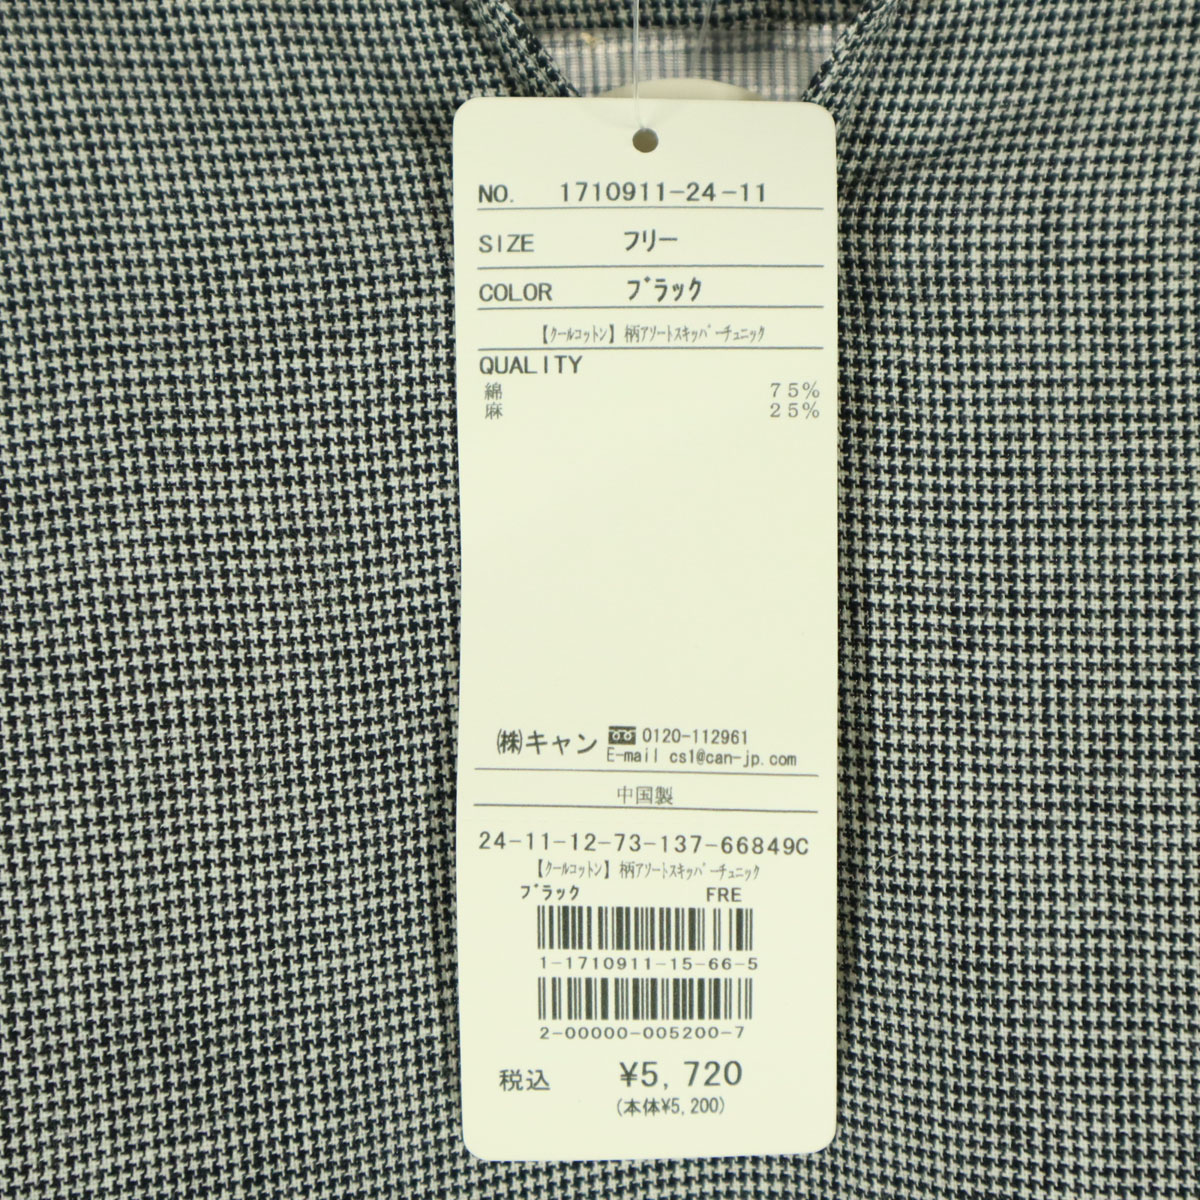 NO. 1710911-24-11
SIZE フリー
COLOR ブラック
【クールコットン】柄アソートスキッパーチュニック
QUALITY
綿 75%
麻 25%
㈱キャン 0120-112961
E-mail cs1@can-jp.com
中国製
24-11-12-73-137-66849C
【クールコットン】柄アソートスキッパーチュニック
ブラック FRE
1-1710911-15-66-5
2-00000-005200-7
税込 ¥5,720
(本体¥5,200)